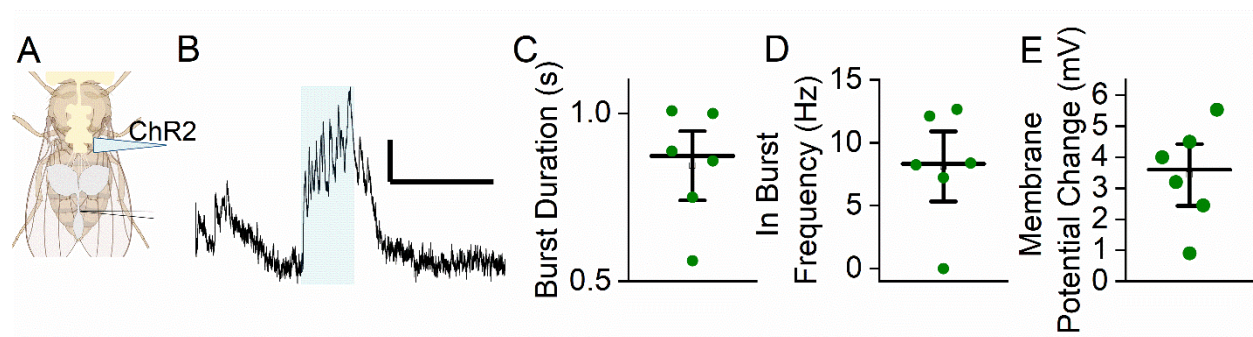 A
B
C
D
E
ChR2
Burst Duration (s)
1.0
0.5
In Burst
Frequency (Hz)
15
10
5
0
Membrane
Potential Change (mV)
6
5
4
3
2
1
0